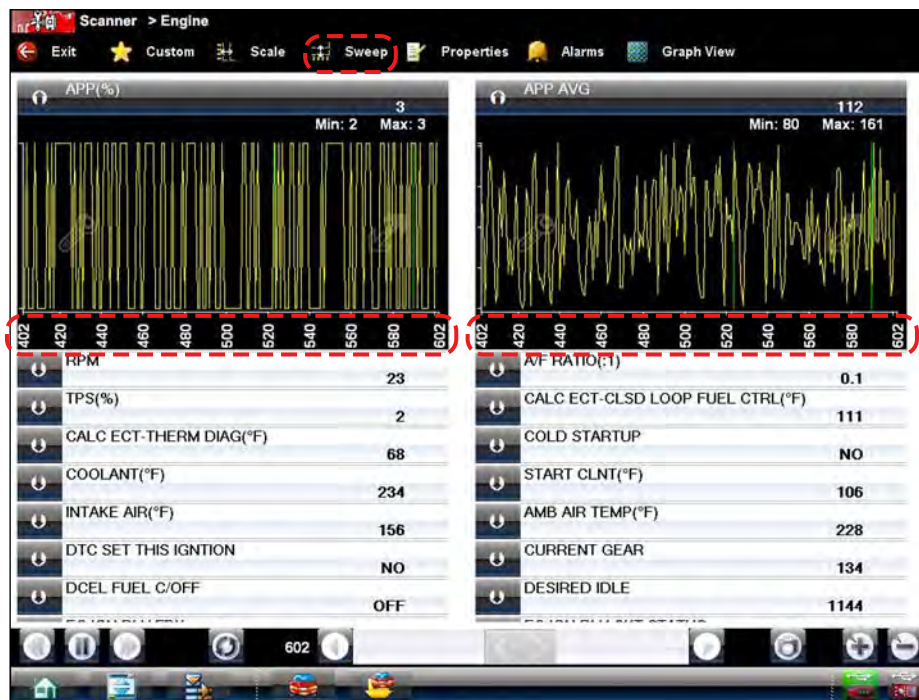 Scanner > Engine
Exit Custom Scale Sweep Properties Alarms Graph View
APP(%)
3
Min: 2 Max: 3
402 420 440 460 480 500 520 540 560 580 602
APP AVG
112
Min: 80 Max: 161
402 420 440 460 480 500 520 540 560 580 602
RPM
23
A/F RATIO(:1)
0.1
TPS(%)
2
CALC ECT-CLSD LOOP FUEL CTRL(°F)
111
CALC ECT-THERM DIAG(°F)
68
COLD STARTUP
NO
COOLANT(°F)
234
START CLNT(°F)
106
INTAKE AIR(°F)
156
AMB AIR TEMP(°F)
228
DTC SET THIS IGNTION
NO
CURRENT GEAR
134
DCEL FUEL C/OFF
OFF
DESIRED IDLE
1144
602